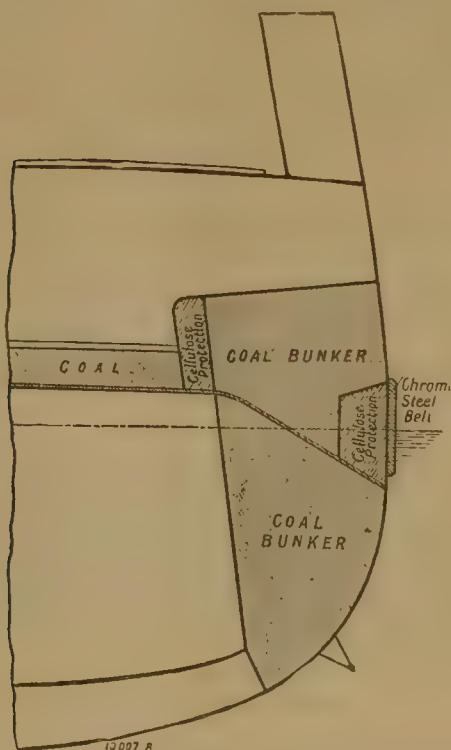 Cellulose
Protection
COAL BUNKER
COAL
Chrome
Steel
Belt
Cellulose
Protection
COAL
BUNKER